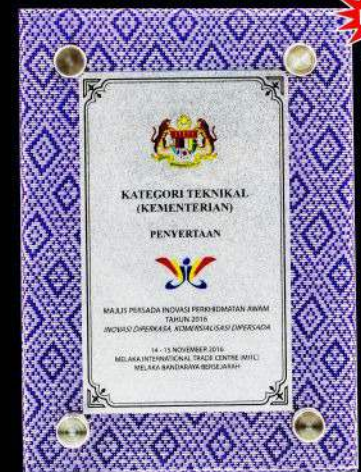 KATEGORI TEKNIKAL
(KEMENTERIAN)
PENYERTAAN
MAJLIS PERSADA INOVASI PERKHIDMATAN AWAM
TAHUN 2016
INOVASI DIPERKASA, KOMERSIALISASI DIPERSADA
14 - 15 NOVEMBER 2016
MELAKA INTERNATIONAL TRADE CENTRE (MITC)
MELAKA BANDARAYA BERSEJARAH